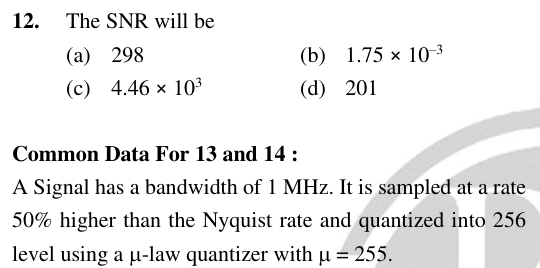 12. The SNR will be
(a) 298 (b) 1.75 × 10⁻³
(c) 4.46 × 10³ (d) 201
Common Data For 13 and 14 :
A Signal has a bandwidth of 1 MHz. It is sampled at a rate
50% higher than the Nyquist rate and quantized into 256
level using a μ-law quantizer with μ = 255.